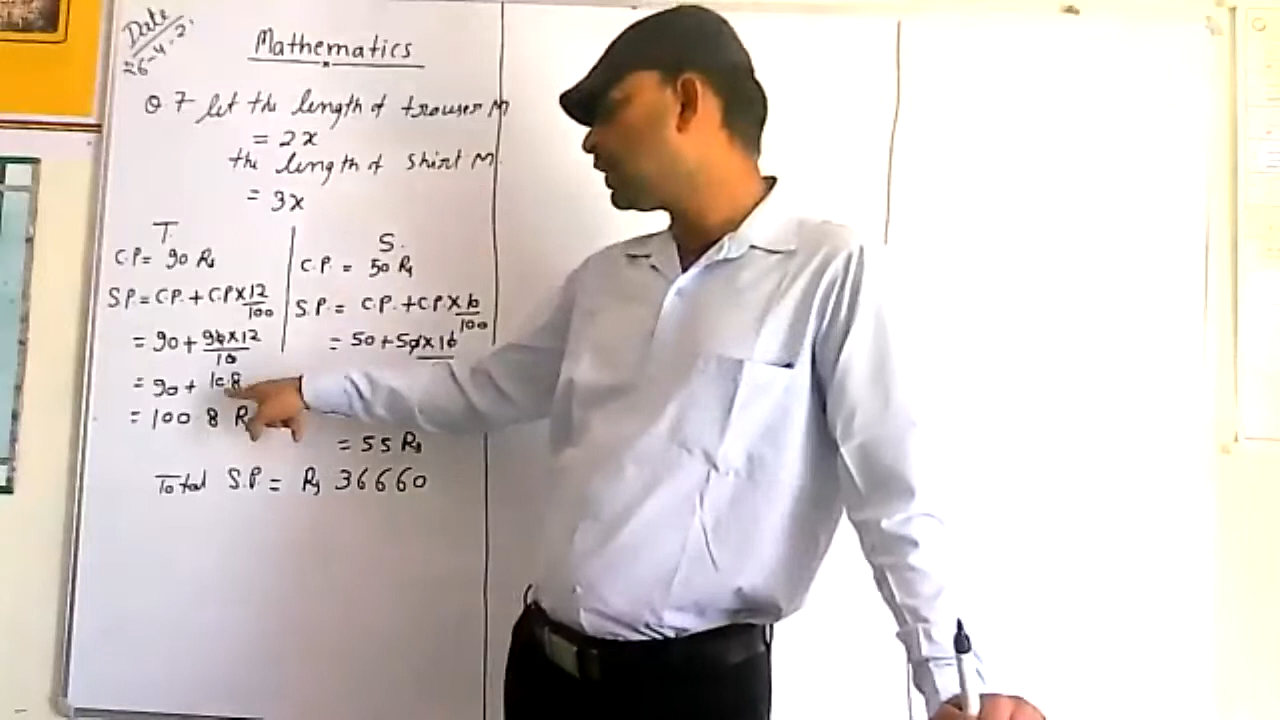 Date
26-4-2
Mathematics
Q 7 let the length of trouser M
= 2x
the length of shirt M.
= 3x
T.
C.P = 90 Rs
S.P. = C.P. + C.P X 12/100
= 90 + 90 x 12/10
= 90 + 10.8
= 100 8 R
S.
C.P. = 50 Rs
S.P. = C.P. + C.P. X 10/100
= 50 + 50 x 10
= 55 Rs
Total S.P. = Rs 36660